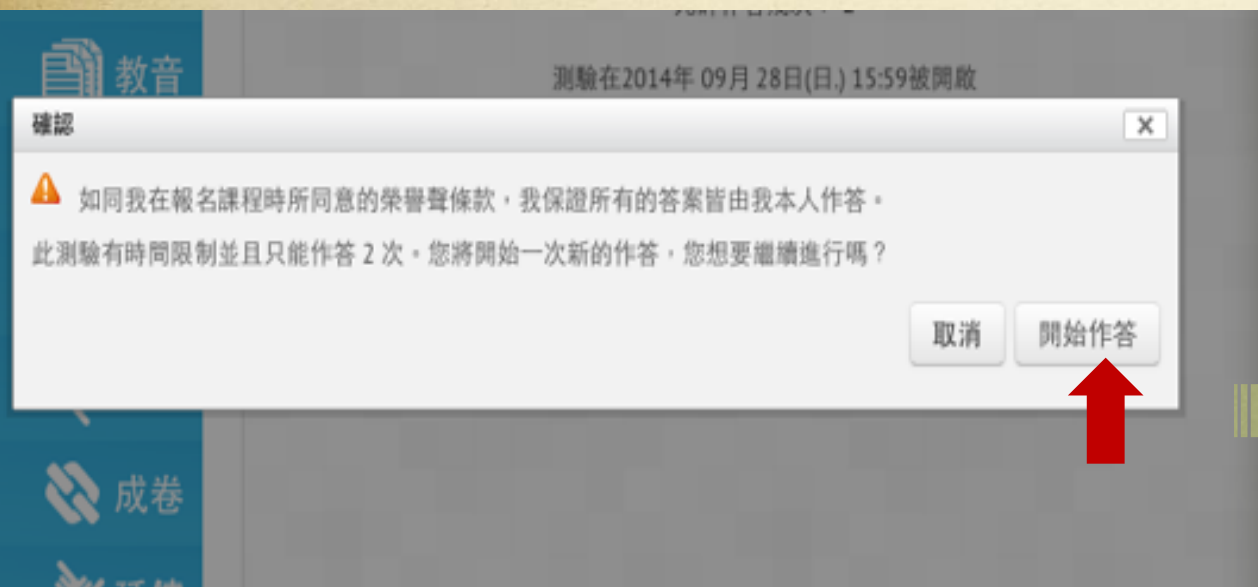 教音
測驗在2014年 09月 28日(日.) 15:59被開啟
確認
如同我在報名課程時所同意的榮譽聲條款，我保證所有的答案皆由我本人作答。
此測驗有時間限制並且只能作答 2 次。您將開始一次新的作答，您想要繼續進行嗎？
取消
開始作答
成卷